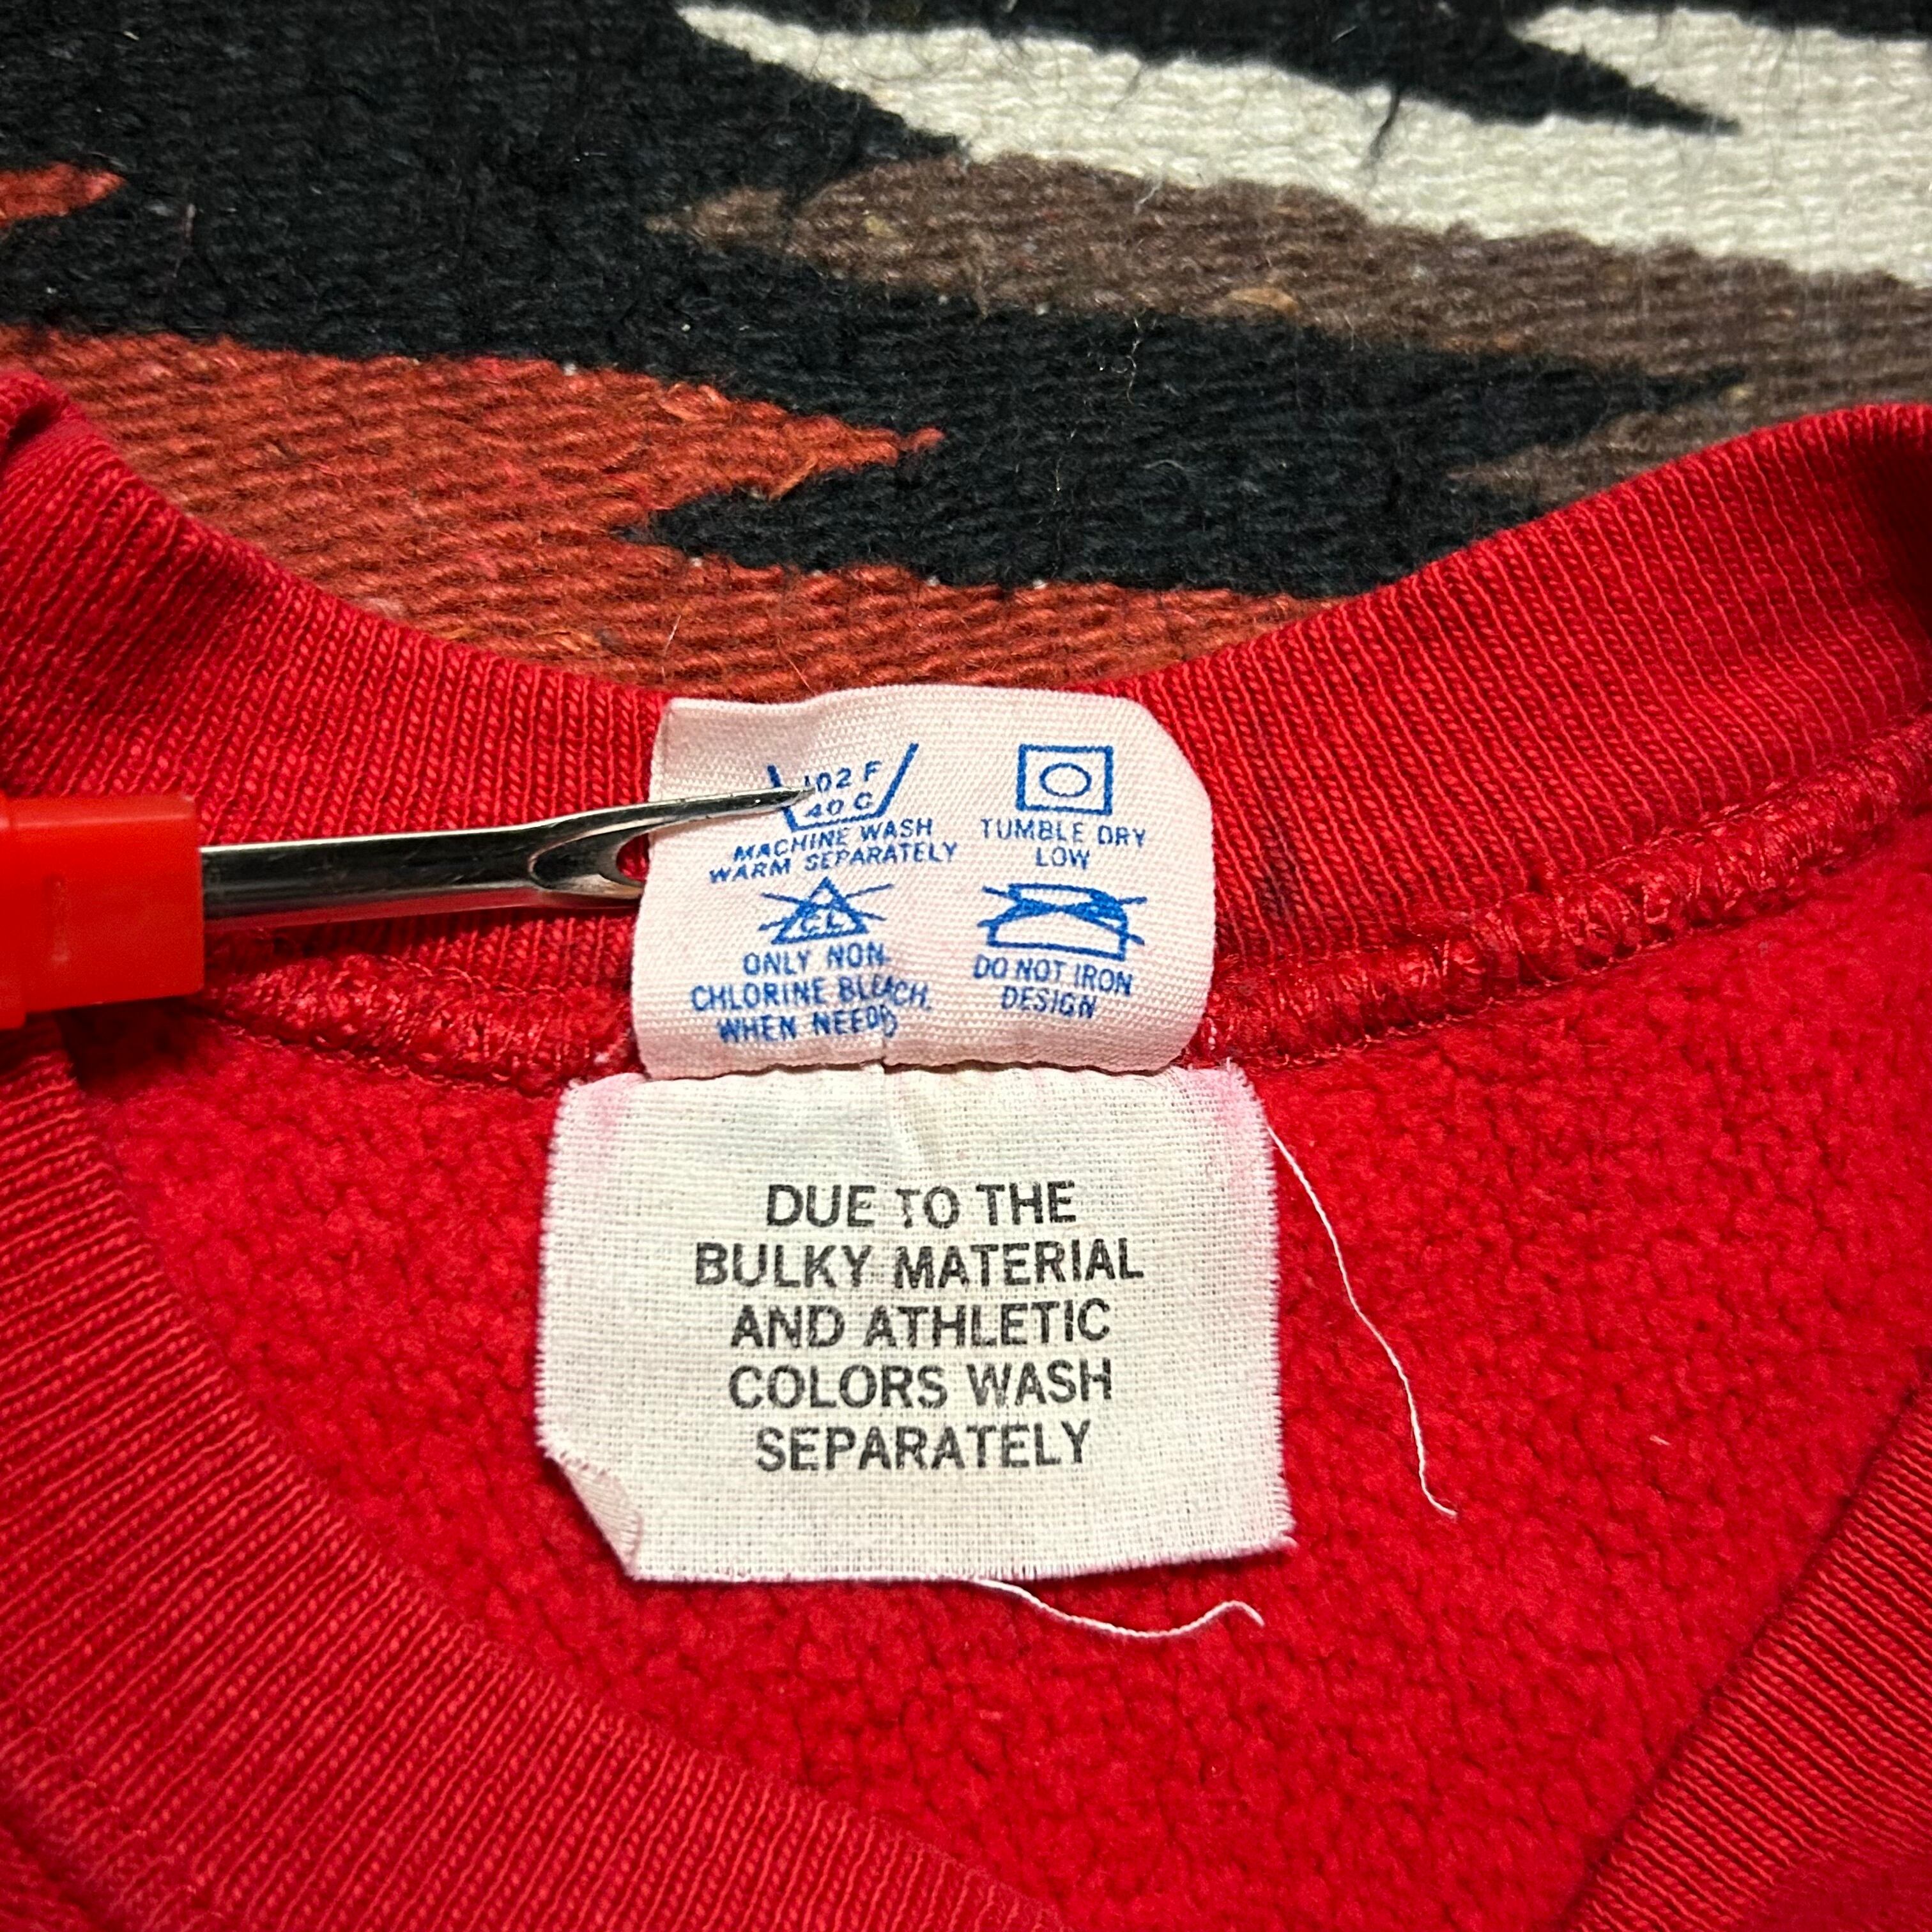 102 F
40 C
MACHINE WASH
WARM SEPARATELY
TUMBLE DRY
LOW
CL
ONLY NON-
CHLORINE BLEACH,
WHEN NEEDED
DO NOT IRON
DESIGN
DUE TO THE
BULKY MATERIAL
AND ATHLETIC
COLORS WASH
SEPARATELY